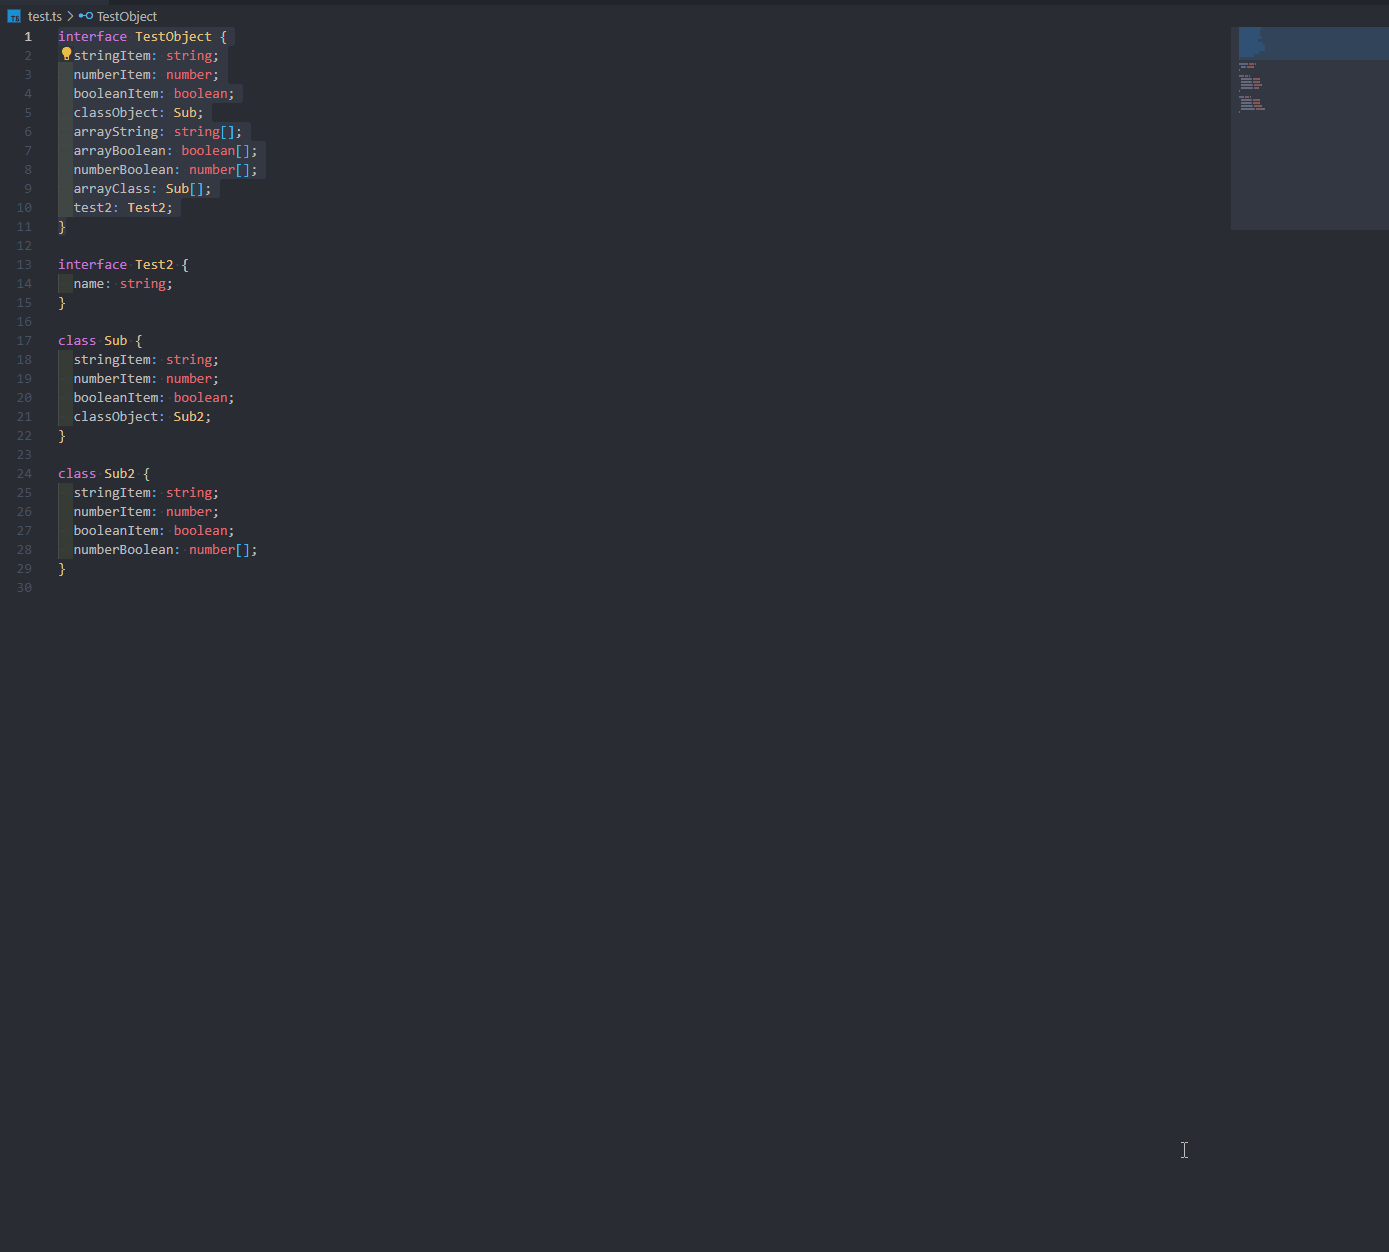 test.ts > TestObject
1 interface TestObject {
2 stringItem: string;
3 numberItem: number;
4 booleanItem: boolean;
5 classObject: Sub;
6 arrayString: string[];
7 arrayBoolean: boolean[];
8 numberBoolean: number[];
9 arrayClass: Sub[];
10 test2: Test2;
11 }
12
13 interface Test2 {
14 name: string;
15 }
16
17 class Sub {
18 stringItem: string;
19 numberItem: number;
20 booleanItem: boolean;
21 classObject: Sub2;
22 }
23
24 class Sub2 {
25 stringItem: string;
26 numberItem: number;
27 booleanItem: boolean;
28 numberBoolean: number[];
29 }
30